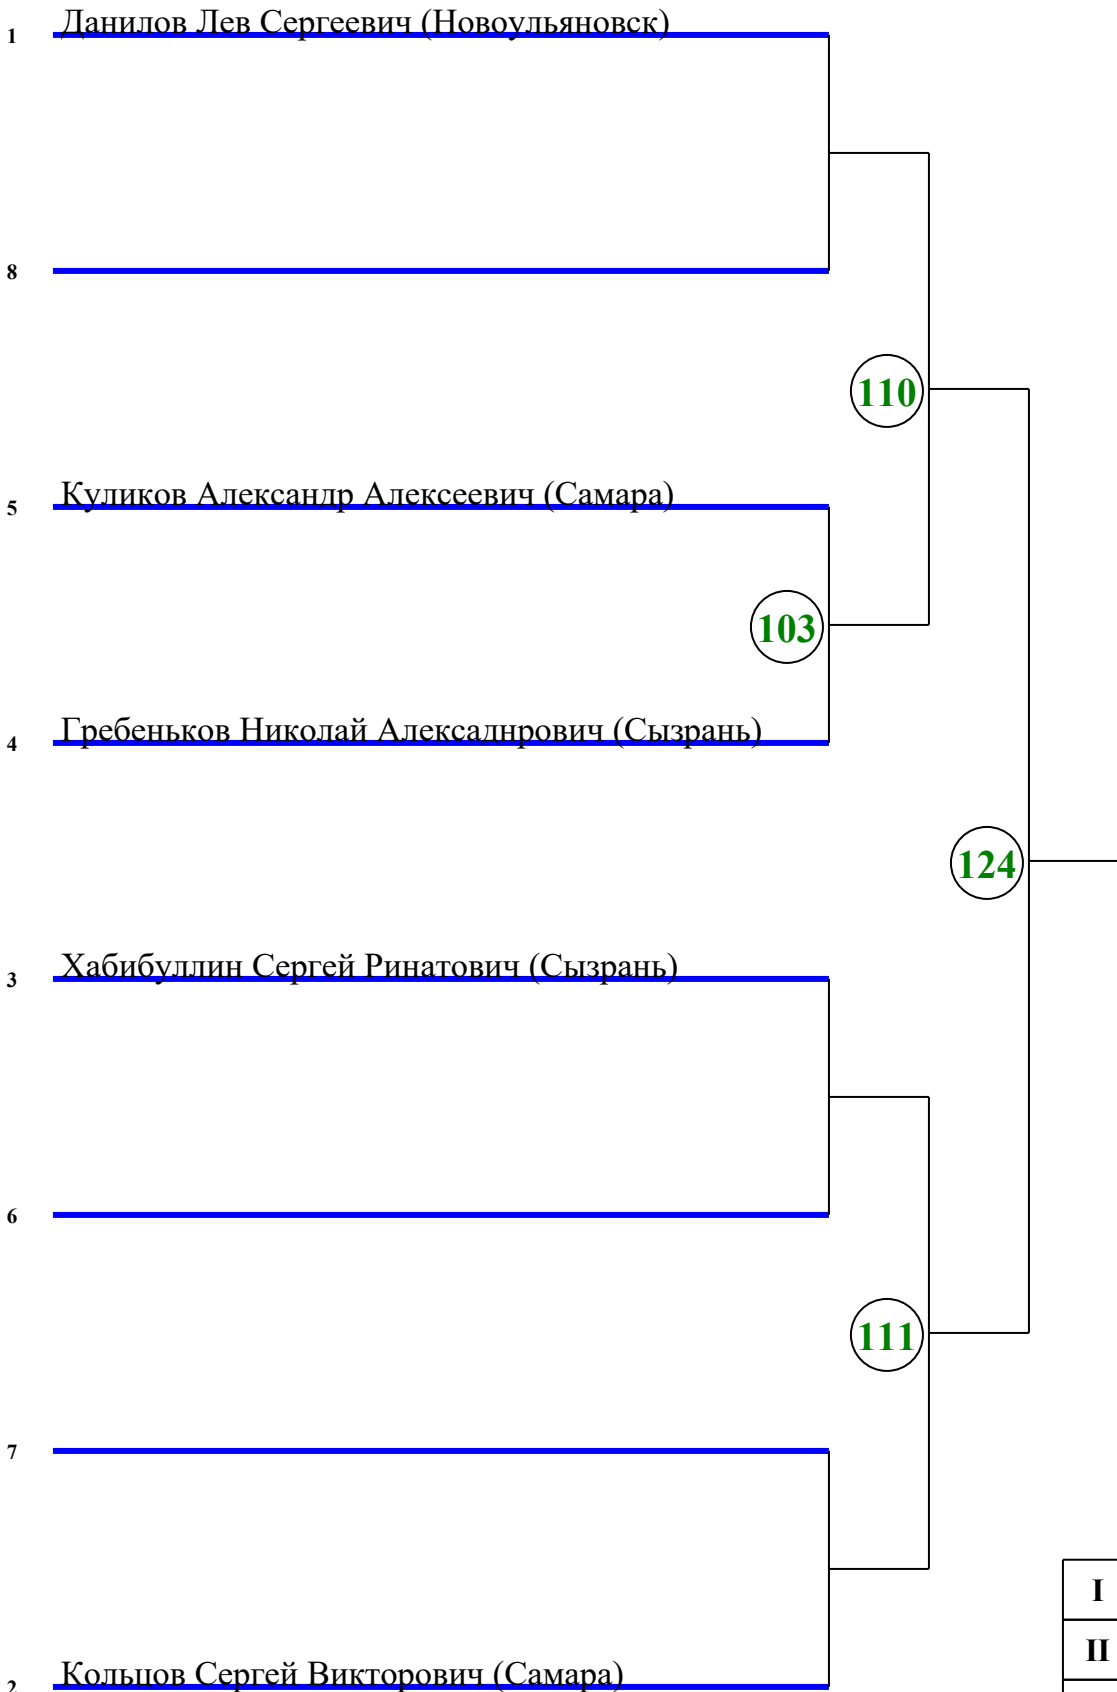 1 Данилов Лев Сергеевич (Новоульяновск)
8
110
5 Куликов Александр Алексеевич (Самара)
103
4 Гребеньков Николай Алексаднрович (Сызрань)
124
3 Хабибуллин Сергей Ринатович (Сызрань)
6
111
7
I
II
2 Кольцов Сергей Викторович (Самара)